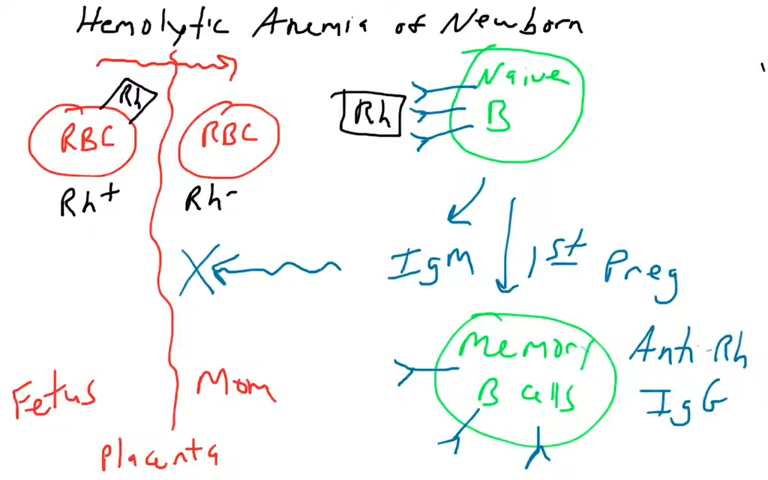 Hemolytic Anemia of Newborn
Rh
RBC
Rh+
RBC
Rh-
Rh
Naive
B
IgM
1st Preg
X
Memory
B cells
Anti-Rh
IgG
Fetus
Mom
Placenta